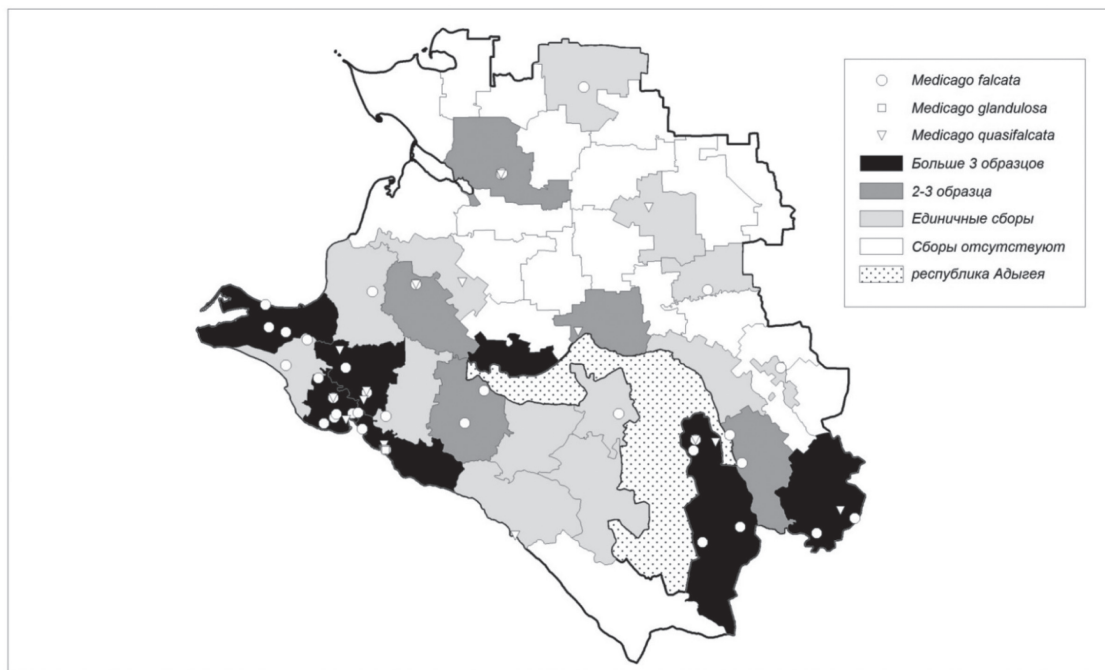 Medicago falcata
Medicago glandulosa
Medicago quasifalcata
Больше 3 образцов
2-3 образца
Единичные сборы
Сборы отсутствуют
республика Адыгея